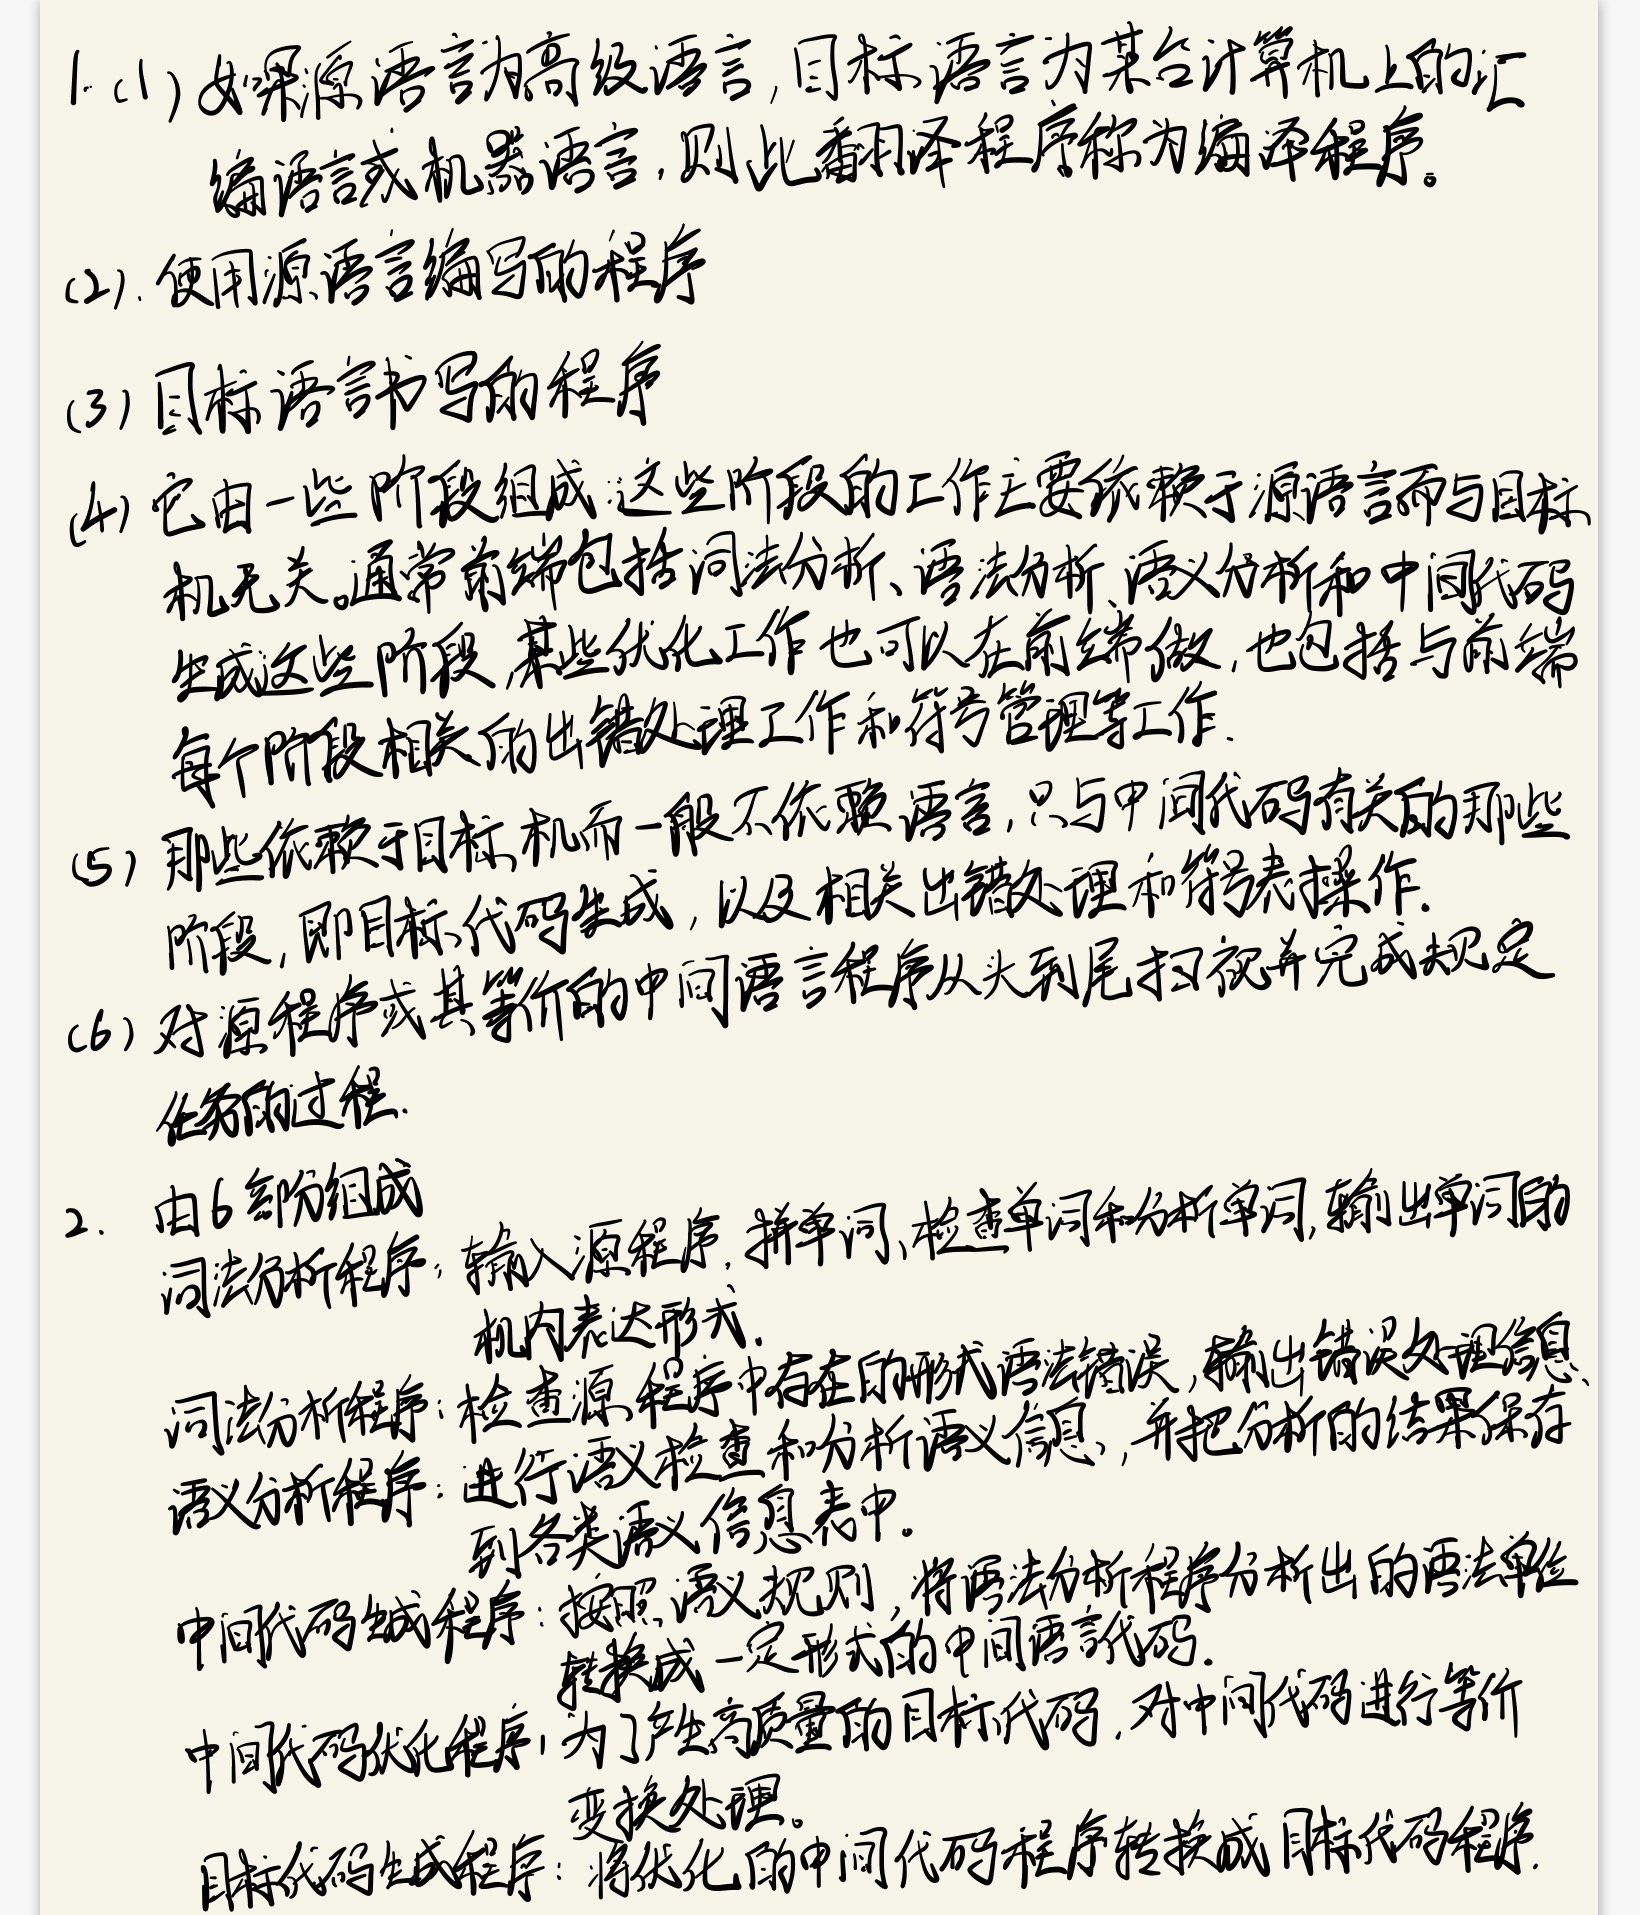 1.(1)如果源语言为高级语言,目标语言为某台计算机上的汇
编语言或机器语言,则此翻译程序称为编译程序。
(2).使用源语言编写的程序
(3)目标语言书写的程序
(4)它由一些阶段组成:这些阶段的工作主要依赖于源语言而与目标
机无关。通常前端包括词法分析、语法分析、语义分析和中间代码
生成这些阶段,某些优化工作也可以在前端做,也包括与前端
每个阶段相关的出错处理工作和符号管理等工作.
(5)那些依赖于目标机而一般不依赖语言,只与中间代码有关的那些
阶段,即目标代码生成,以及相关出错处理和符号表操作.
(6)对源程序或其等价的中间语言程序从头到尾扫视并完成规定
任务的过程.
2.由6部份组成
词法分析程序:输入源程序,拼单词、检查单词和分析单词,输出单词的
机内表达形式.
词法分析程序:检查源程序中存在的形式语法错误,输出错误处理信息、
语义分析程序:进行语义检查和分析语义信息,并把分析的结果保存
到各类语义信息表中。
中间代码生成程序:按照语义规则,将语法分析程序分析出的语法单位
转换成一定形式的中间语言代码.
中间代码优化程序:为了产生高质量的目标代码,对中间代码进行等价
变换处理。
目标代码生成程序:将优化的中间代码程序转换成目标代码程序.